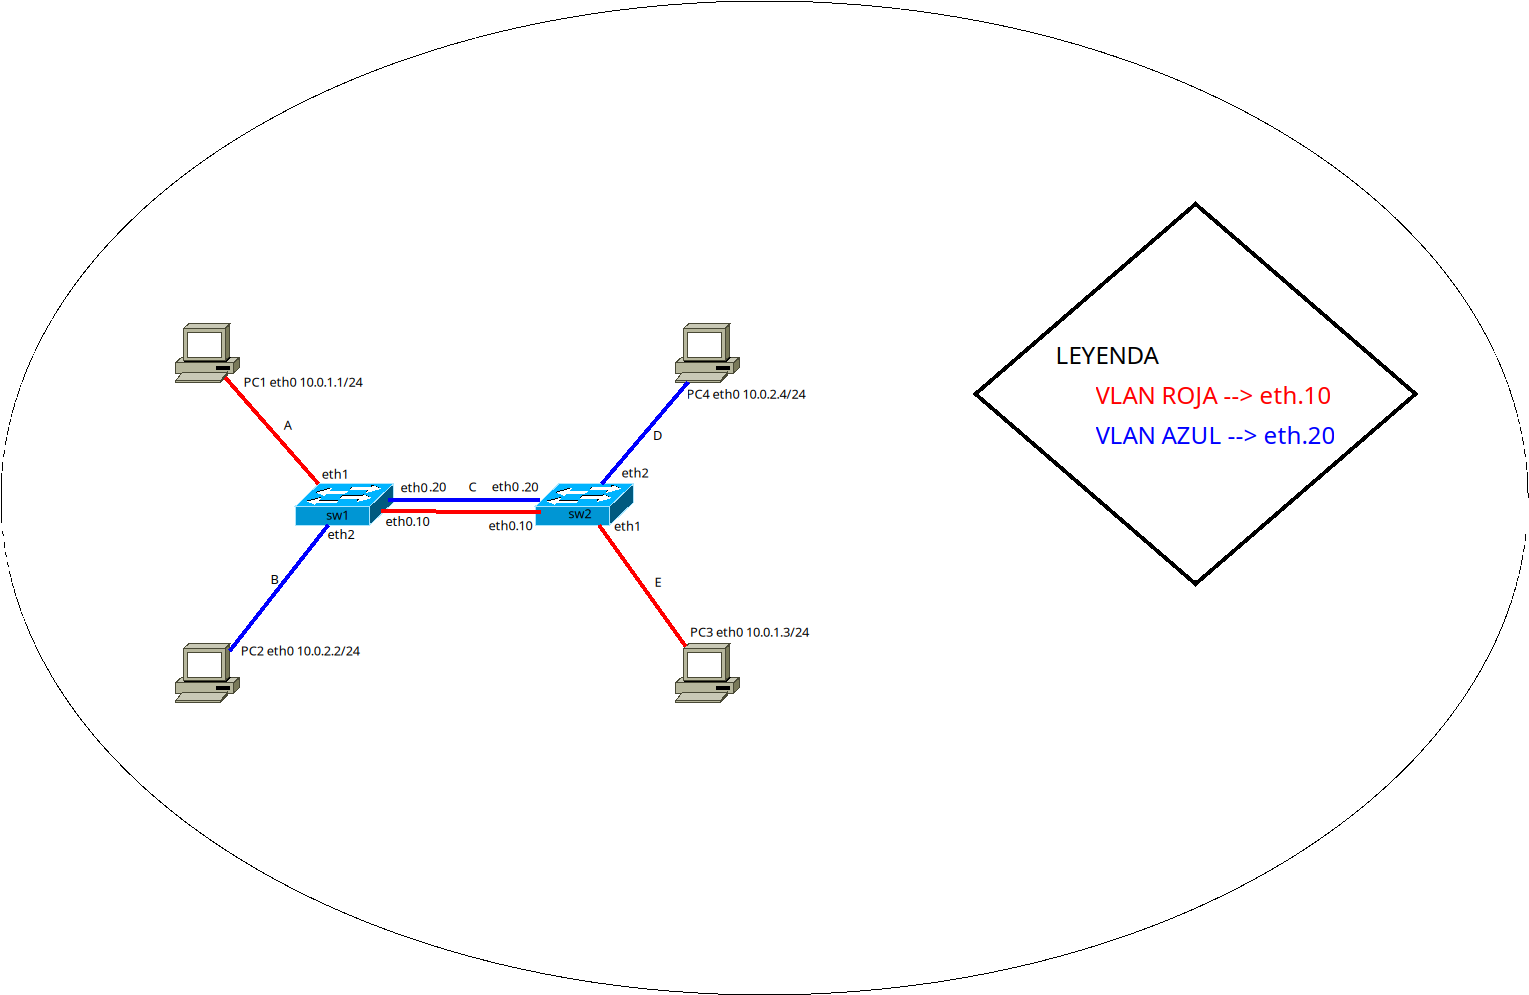 PC1 eth0 10.0.1.1/24
A
eth1
sw1
eth2
B
PC2 eth0 10.0.2.2/24
eth0.20
C
eth0.20
eth0.10
eth0.10
PC4 eth0 10.0.2.4/24
D
eth2
sw2
eth1
E
PC3 eth0 10.0.1.3/24
LEYENDA
VLAN ROJA --> eth.10
VLAN AZUL --> eth.20